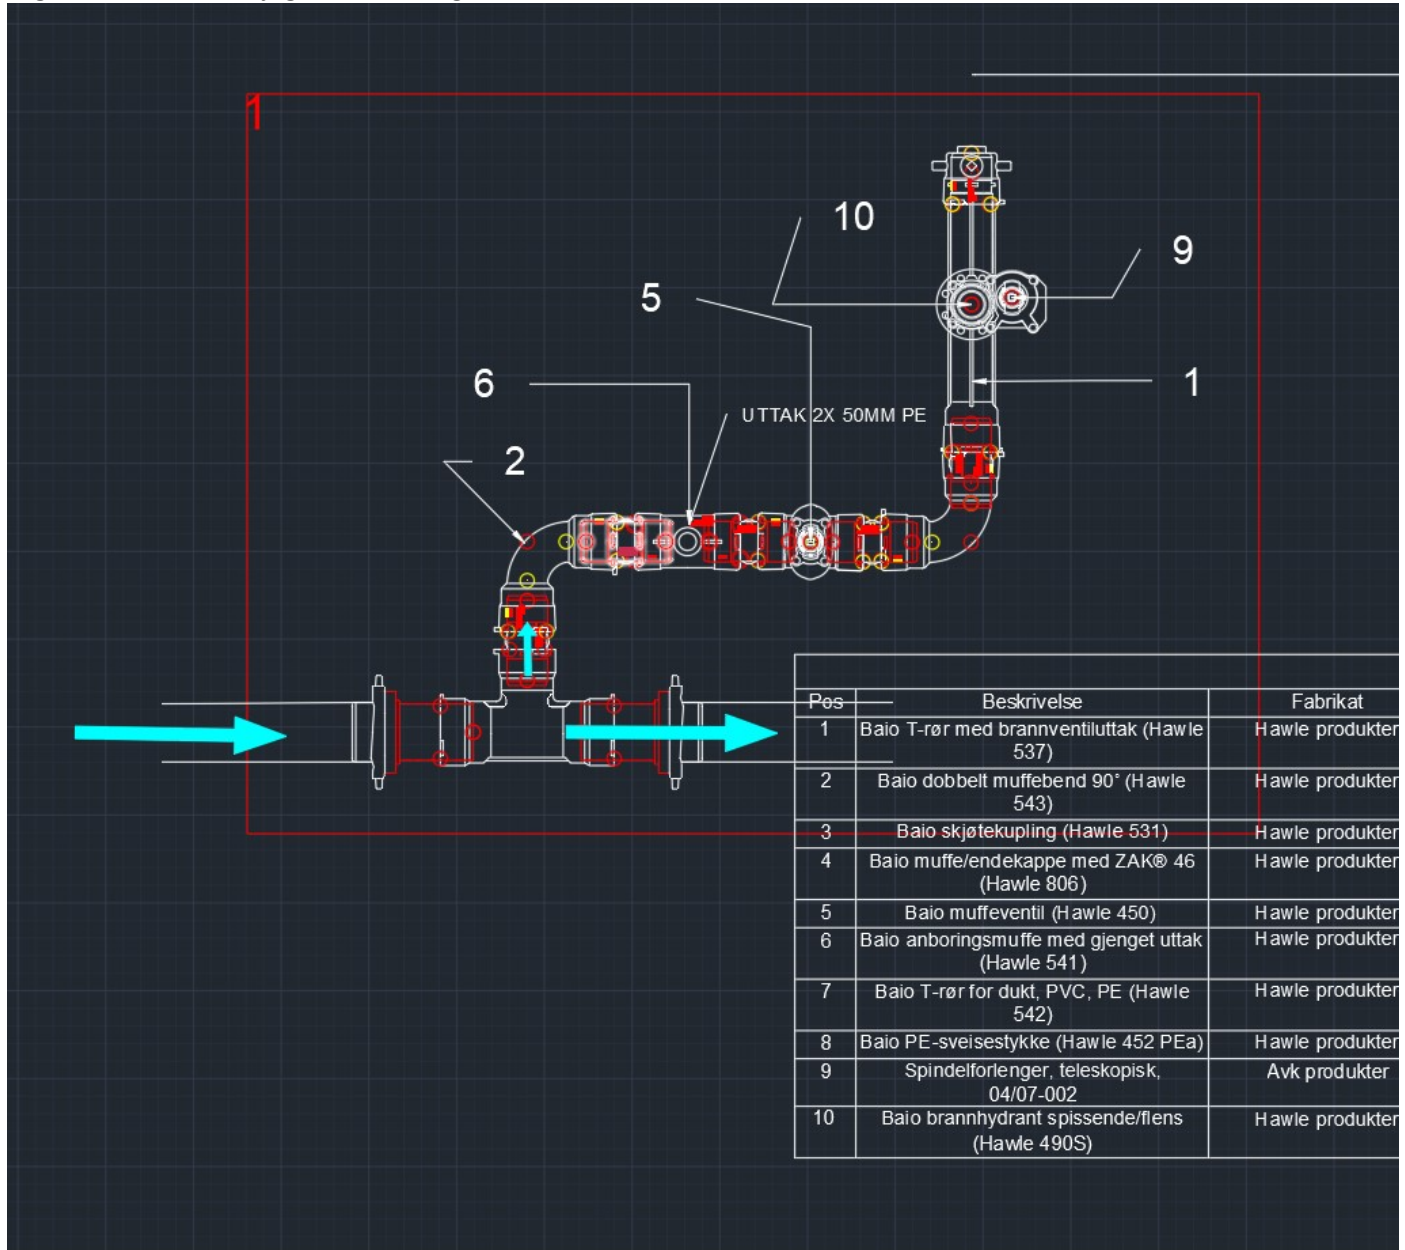 1
10
9
5
6
1
UTTAK 2X 50MM PE
2
Pos Beskrivelse Fabrikat
1 Baio T-rør med brannventiluttak (Hawle Hawle produkter
537)
2 Baio dobbelt muffebend 90° (Hawle Hawle produkter
543)
3 Baio skjøtekupling (Hawle 531) Hawle produkter
4 Baio muffe/endekappe med ZAK® 46 Hawle produkter
(Hawle 806)
5 Baio muffeventil (Hawle 450) Hawle produkter
6 Baio anboringsmuffe med gjenget uttak Hawle produkter
(Hawle 541)
7 Baio T-rør for dukt, PVC, PE (Hawle Hawle produkter
542)
8 Baio PE-sveisestykke (Hawle 452 PEa) Hawle produkter
9 Spindelforlenger, teleskopisk, Avk produkter
04/07-002
10 Baio brannhydrant spissende/flens Hawle produkter
(Hawle 490S)